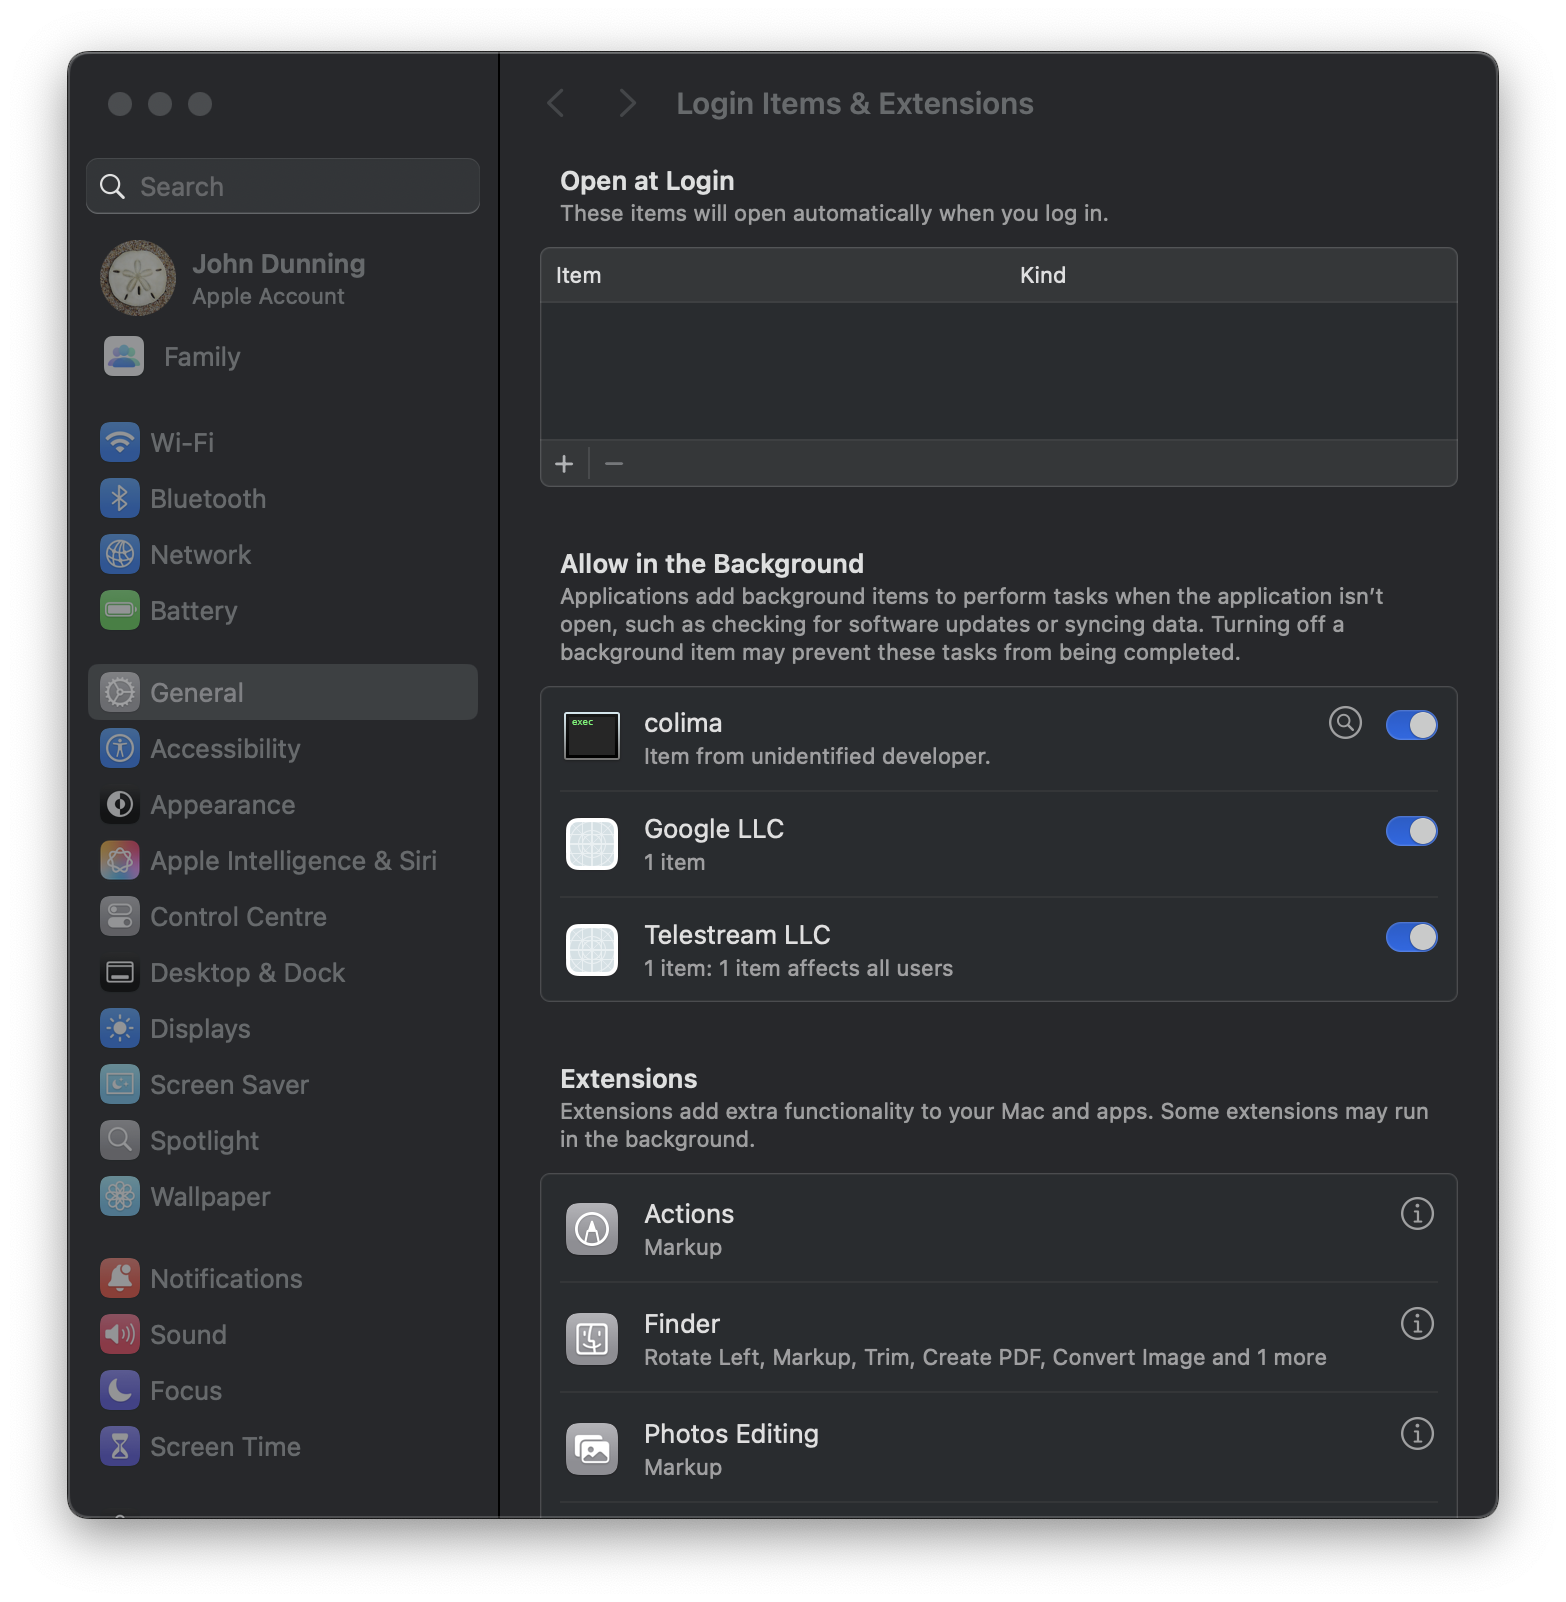 Login Items & Extensions
Search
John Dunning
Apple Account
Family
Wi-Fi
Bluetooth
Network
Battery
General
Accessibility
Appearance
Apple Intelligence & Siri
Control Centre
Desktop & Dock
Displays
Screen Saver
Spotlight
Wallpaper
Notifications
Sound
Focus
Screen Time
Open at Login
These items will open automatically when you log in.
Item Kind
Allow in the Background
Applications add background items to perform tasks when the application isn’t
open, such as checking for software updates or syncing data. Turning off a
background item may prevent these tasks from being completed.
exec
colima
Item from unidentified developer.
Google LLC
1 item
Telestream LLC
1 item: 1 item affects all users
Extensions
Extensions add extra functionality to your Mac and apps. Some extensions may run
in the background.
Actions
Markup
Finder
Rotate Left, Markup, Trim, Create PDF, Convert Image and 1 more
Photos Editing
Markup